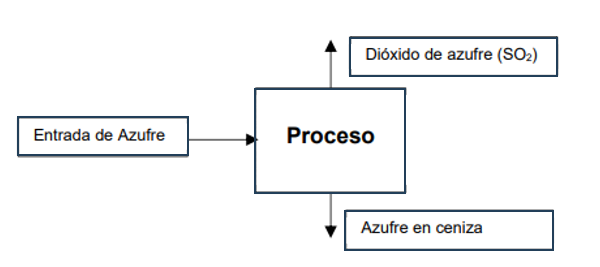 Dióxido de azufre (SO₂)
Entrada de Azufre
Proceso
Azufre en ceniza